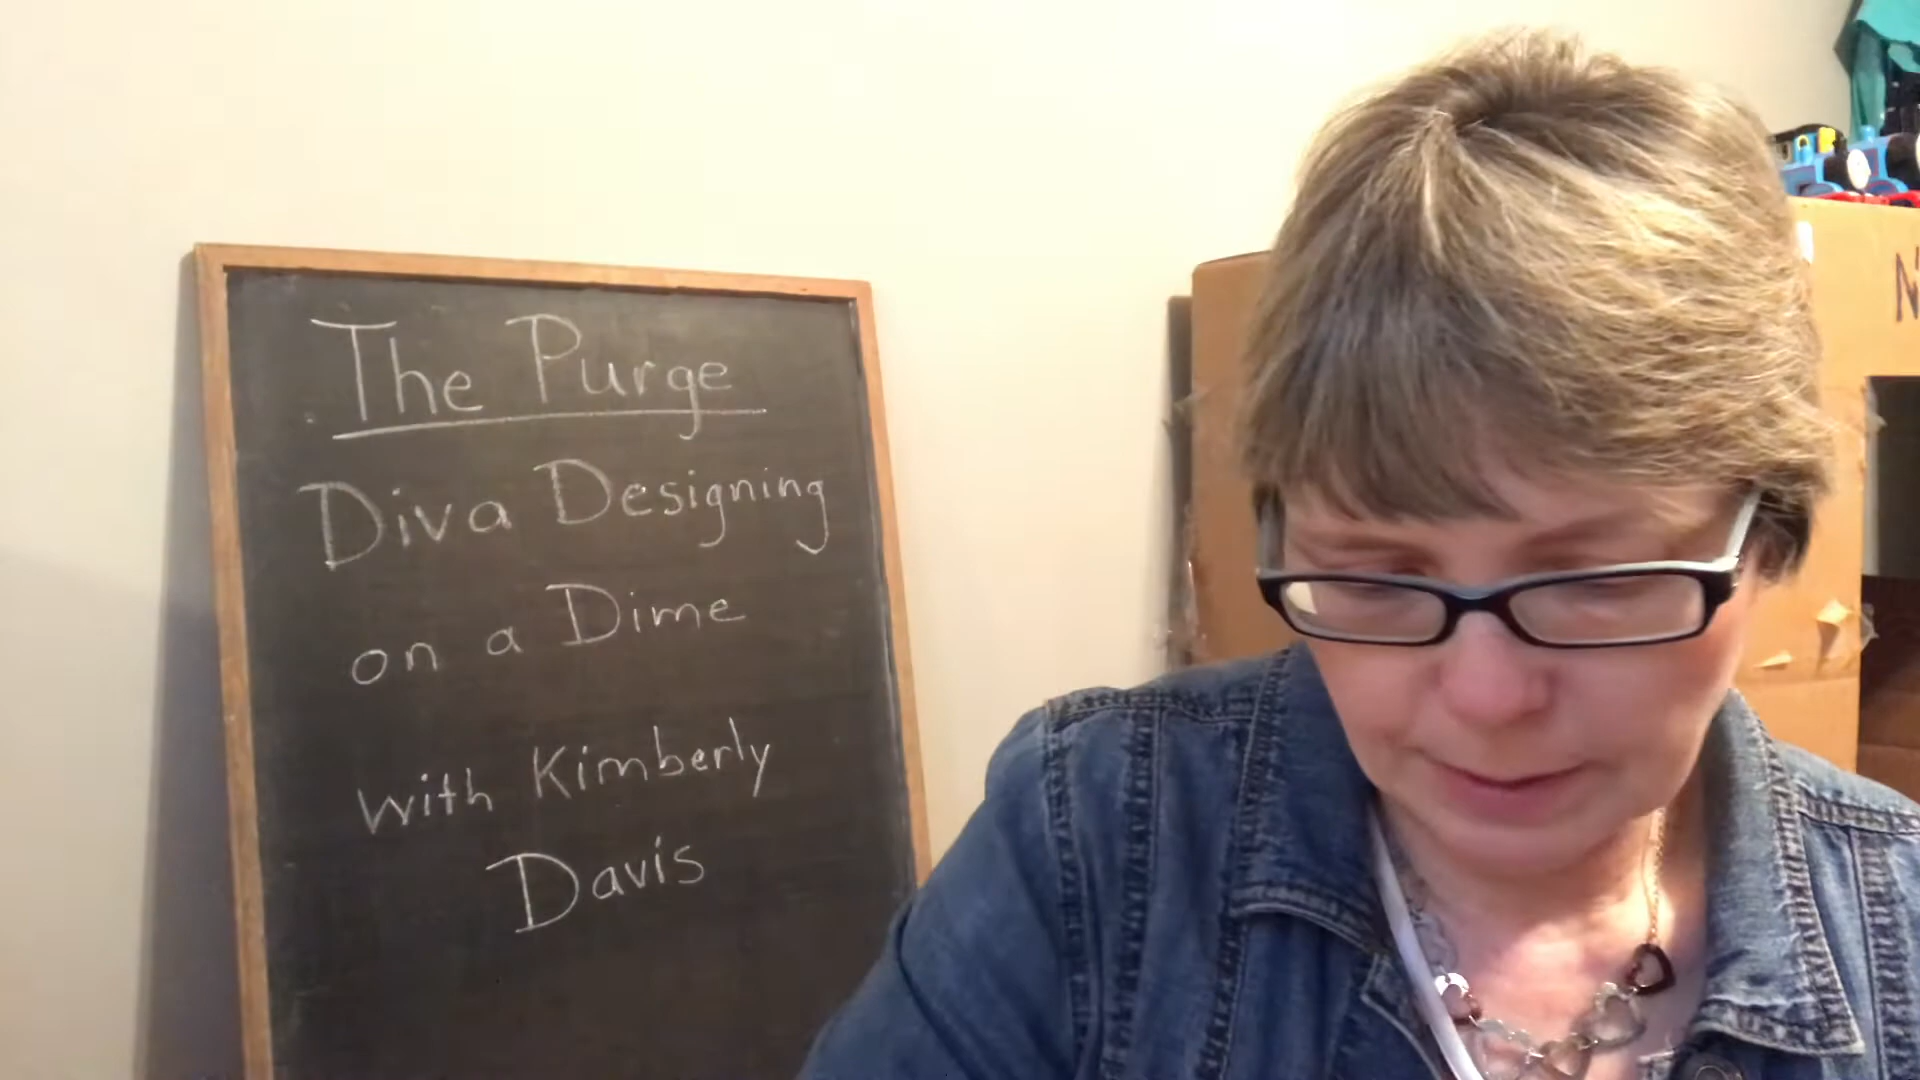 The Purge
Diva Designing
on a Dime
with Kimberly
Davis